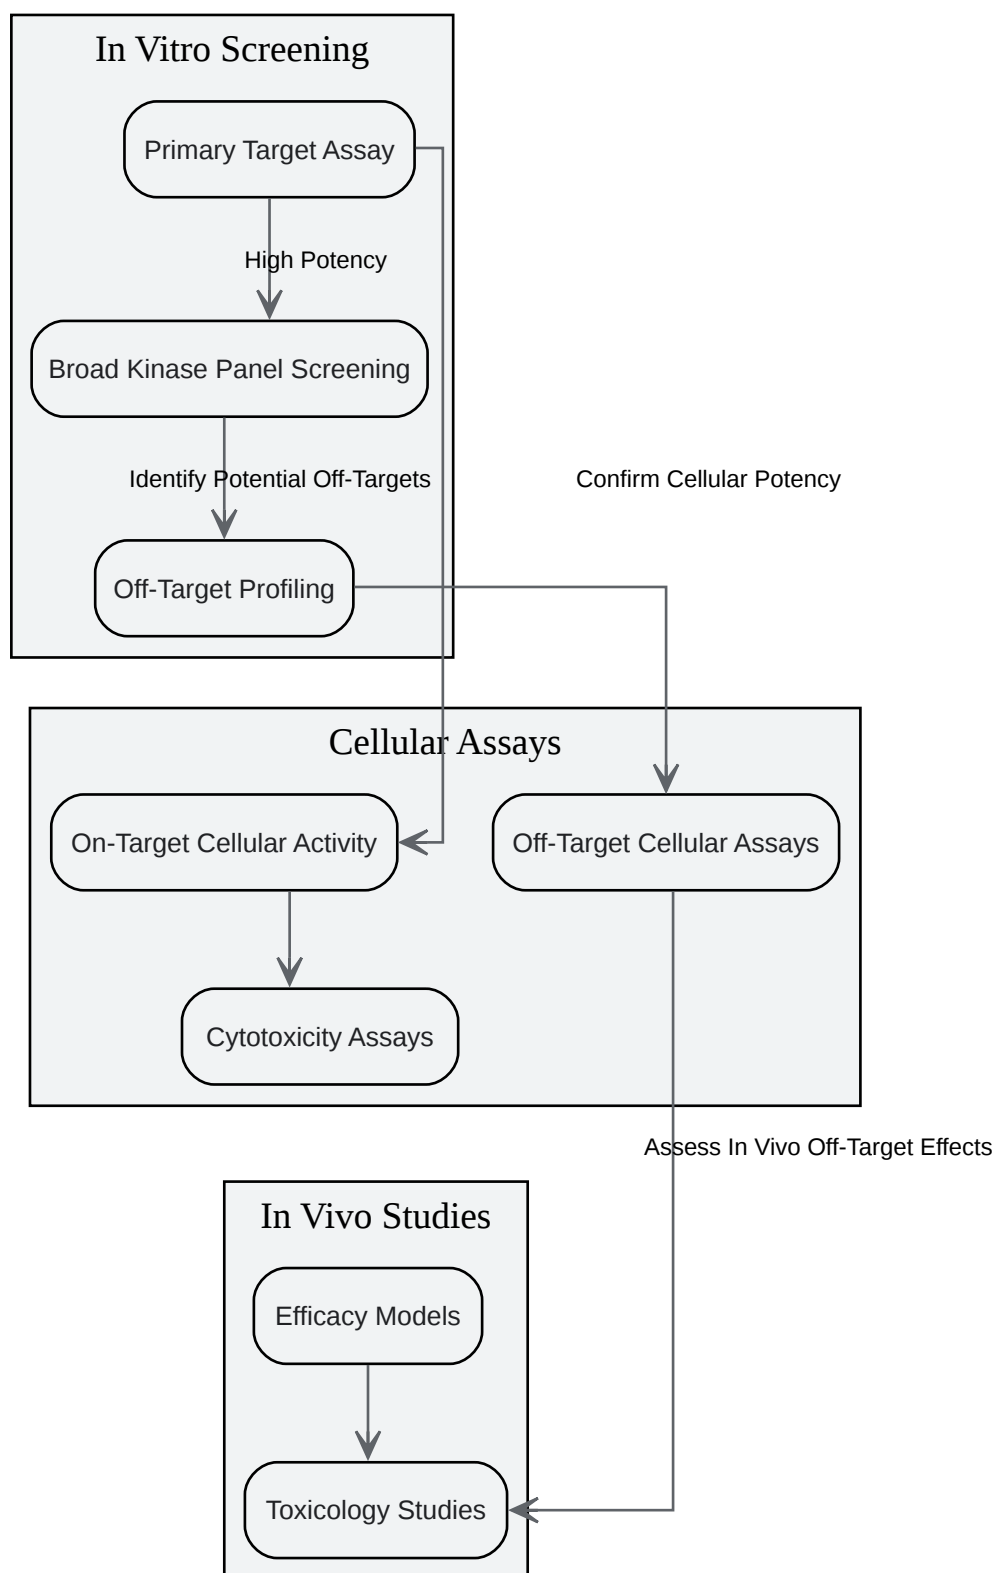 In Vitro Screening
Primary Target Assay
High Potency
Broad Kinase Panel Screening
Identify Potential Off-Targets
Confirm Cellular Potency
Off-Target Profiling
Cellular Assays
On-Target Cellular Activity
Off-Target Cellular Assays
Cytotoxicity Assays
Assess In Vivo Off-Target Effects
In Vivo Studies
Efficacy Models
Toxicology Studies